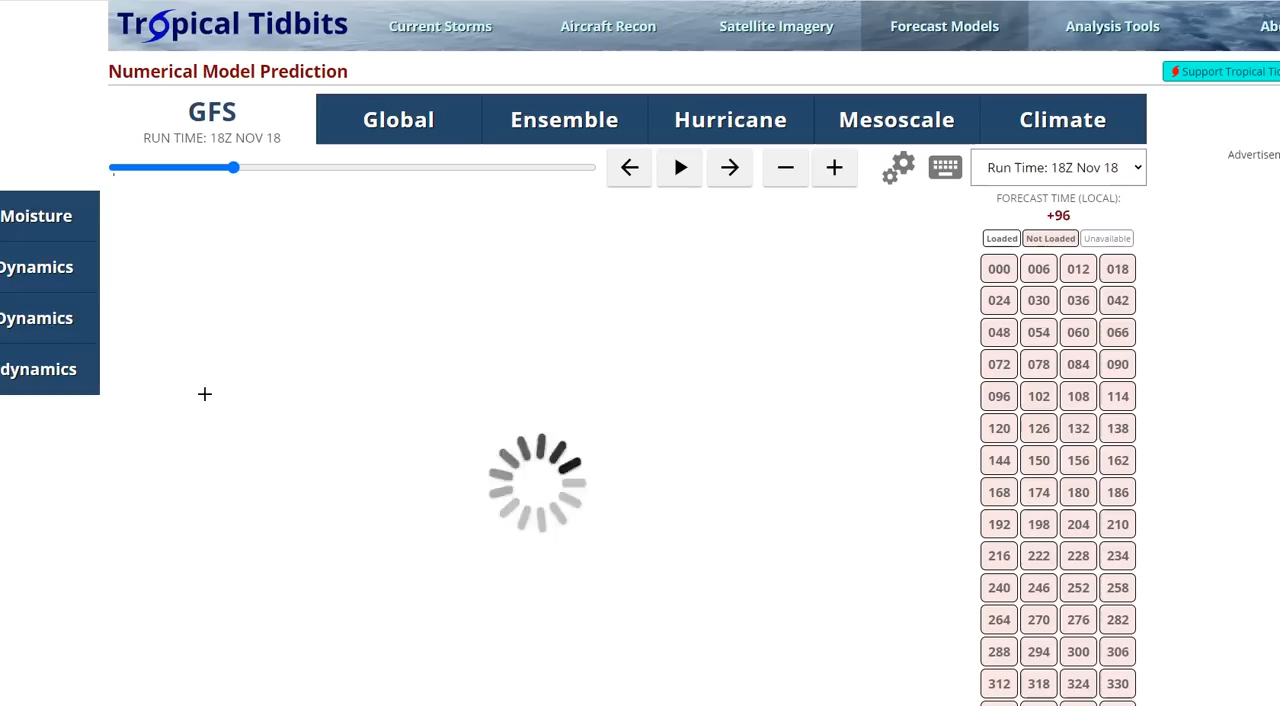 Tropical Tidbits
Current Storms
Aircraft Recon
Satellite Imagery
Forecast Models
Analysis Tools
Numerical Model Prediction
Support Tropical
GFS
RUN TIME: 18Z NOV 18
Global
Ensemble
Hurricane
Mesoscale
Climate
Run Time: 18Z Nov 18
FORECAST TIME (LOCAL):
+96
Loaded
Not Loaded
Unavailable
Moisture
Dynamics
Dynamics
dynamics
000 006 012 018
024 030 036 042
048 054 060 066
072 078 084 090
096 102 108 114
120 126 132 138
144 150 156 162
168 174 180 186
192 198 204 210
216 222 228 234
240 246 252 258
264 270 276 282
288 294 300 306
312 318 324 330